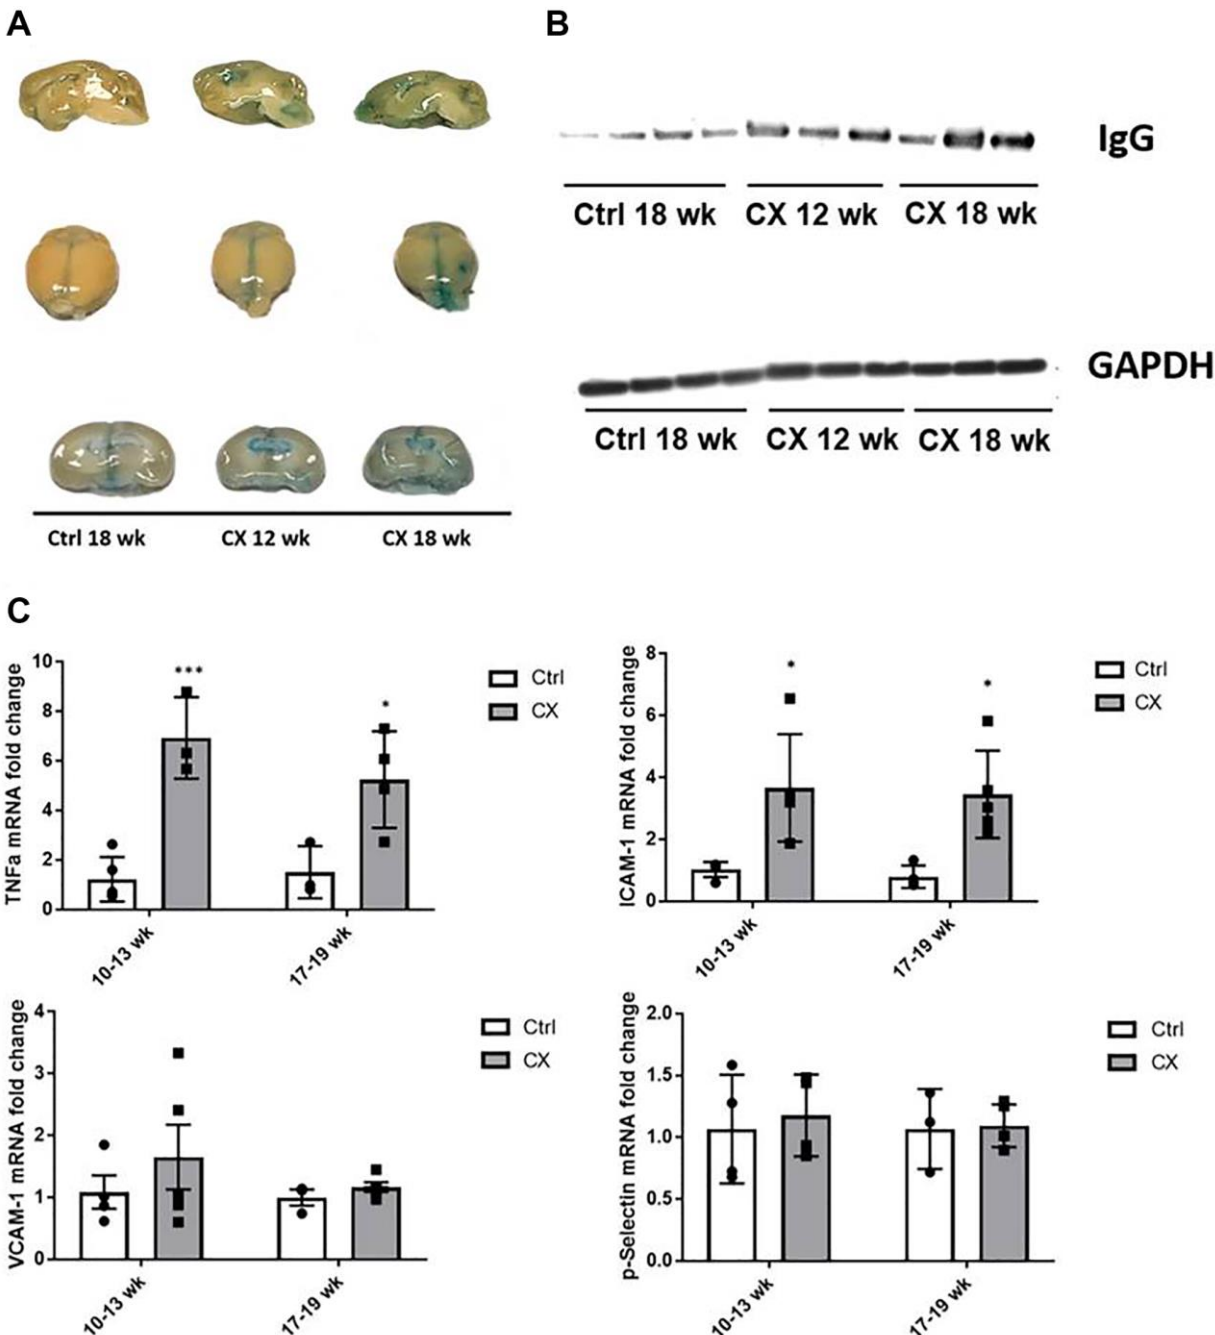 A
B
IgG
Ctrl 18 wk CX 12 wk CX 18 wk
GAPDH
Ctrl 18 wk CX 12 wk CX 18 wk
Ctrl 18 wk CX 12 wk CX 18 wk
C
TNFa mRNA fold change
10
8
6
4
2
0
***
*
Ctrl
CX
10-13 wk
17-19 wk
ICAM-1 mRNA fold change
8
6
4
2
0
*
*
Ctrl
CX
10-13 wk
17-19 wk
VCAM-1 mRNA fold change
4
3
2
1
0
Ctrl
CX
10-13 wk
17-19 wk
p-Selectin mRNA fold change
2.0
1.5
1.0
0.5
0.0
Ctrl
CX
10-13 wk
17-19 wk